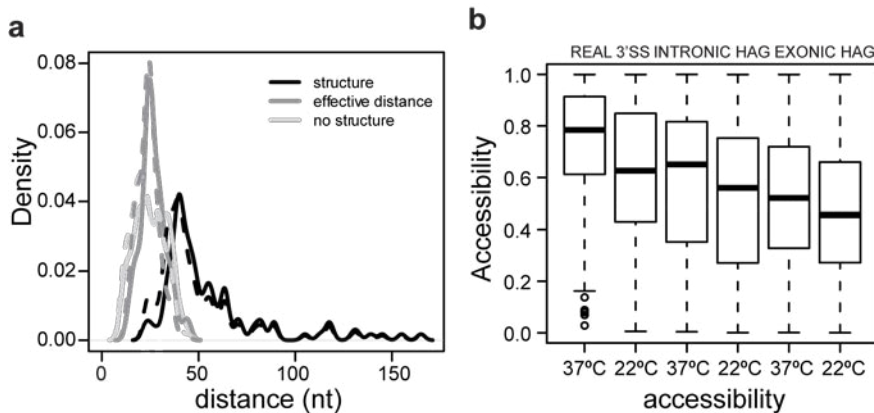 a
0.08
0.06
0.04
0.02
0.00
Density
structure
effective distance
no structure
0 50 100 150
distance (nt)
b
REAL 3'SS INTRONIC HAG EXONIC HAG
1.0
0.8
0.6
0.4
0.2
0.0
Accessibility
37ºC 22ºC 37ºC 22ºC 37ºC 22ºC
accessibility